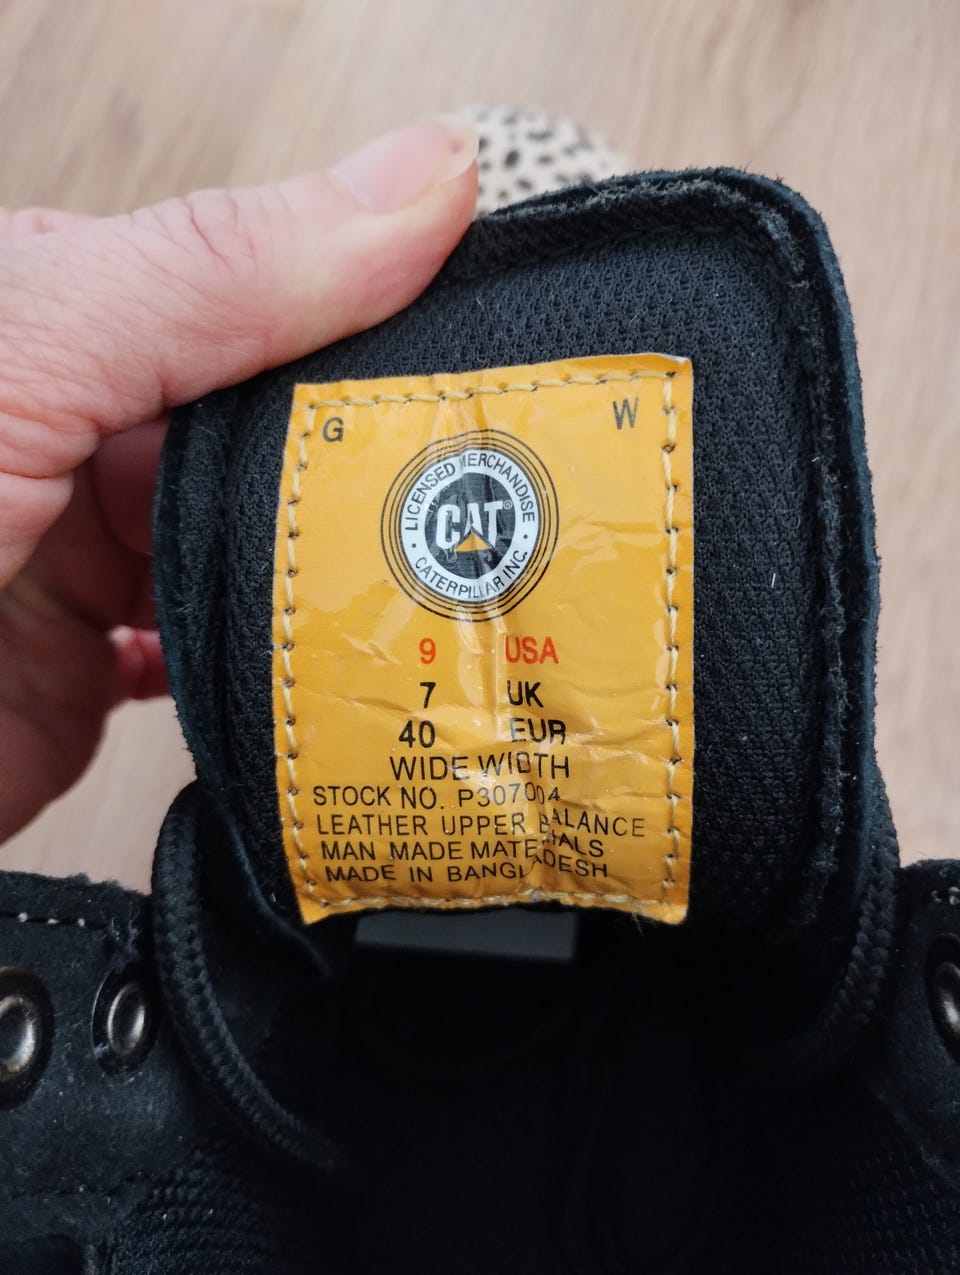 G W
LICENSED MERCHANDISE
CAT®
• CATERPILLAR INC. •
9 USA
7 UK
40 EUR
WIDE WIDTH
STOCK NO. P307004
LEATHER UPPER BALANCE
MAN MADE MATERIALS
MADE IN BANGLADESH